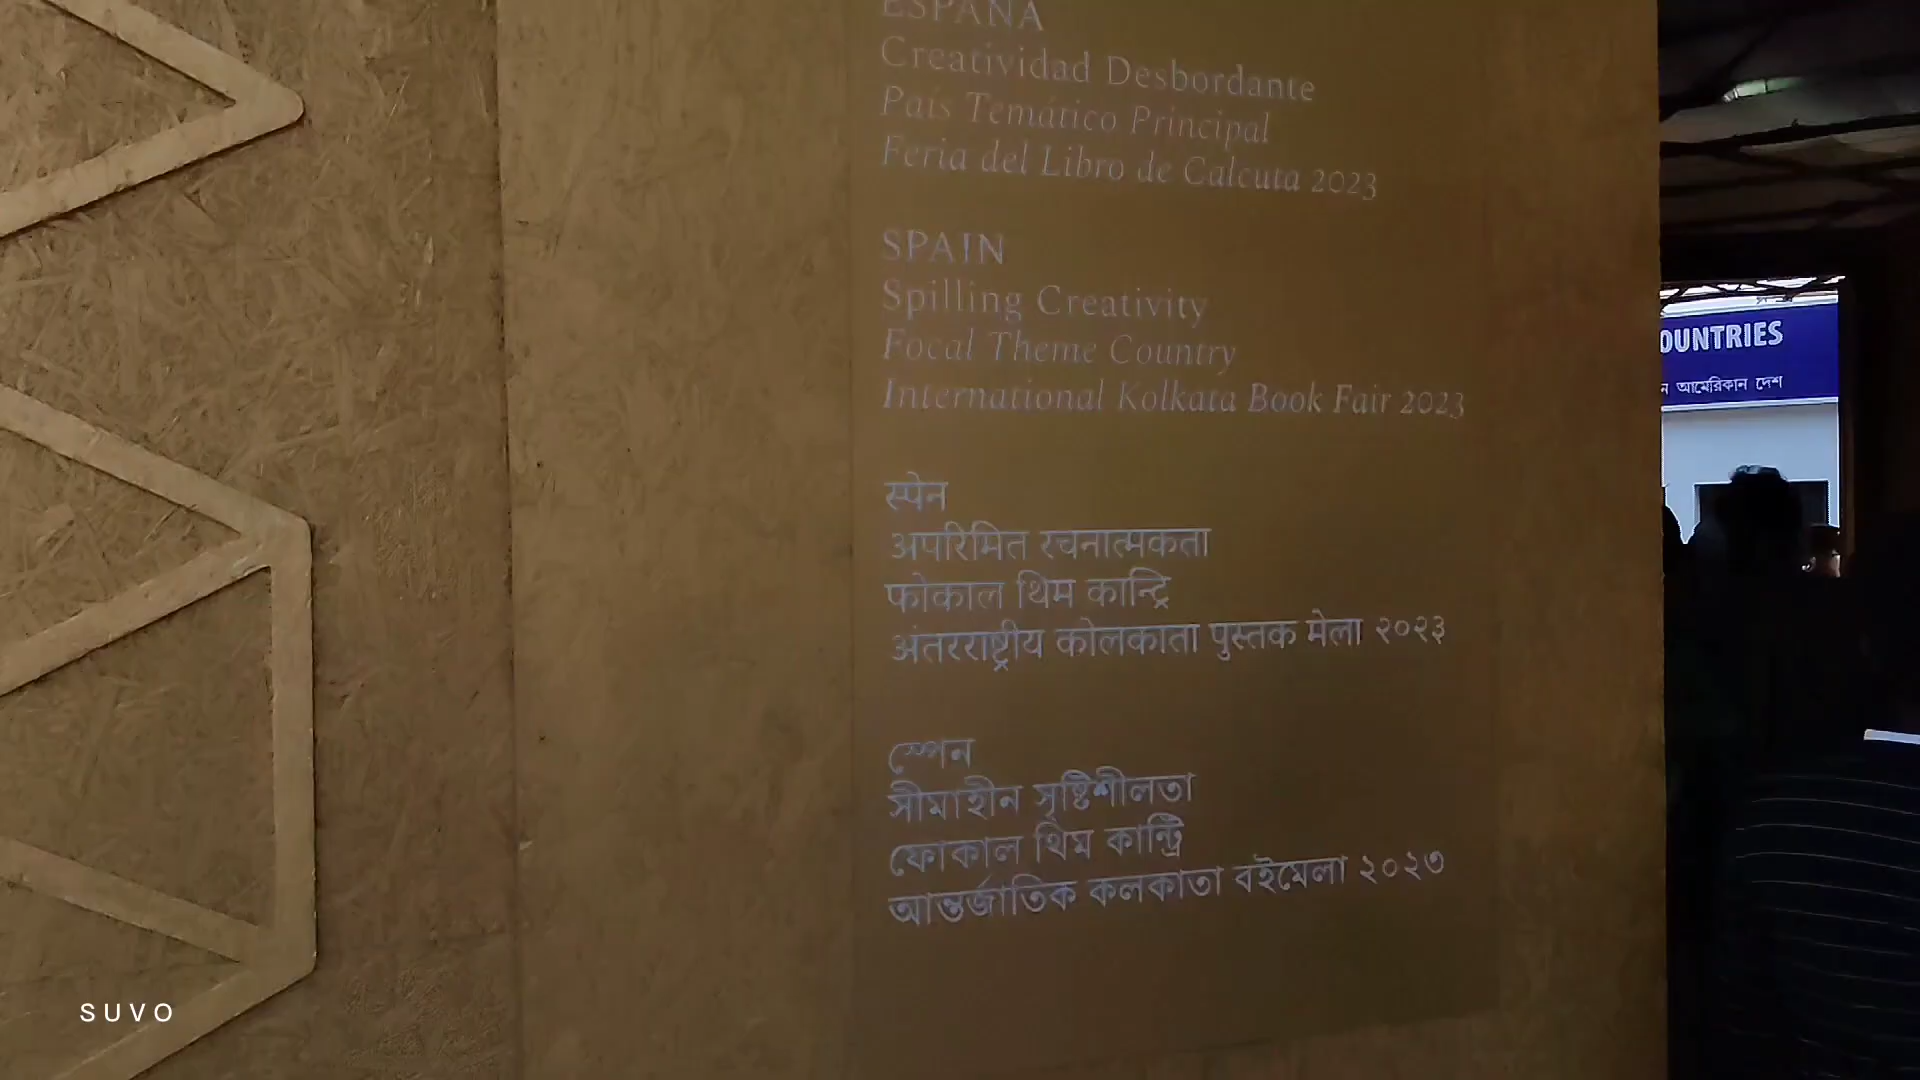 ESPAÑA
Creatividad Desbordante
País Temático Principal
Feria del Libro de Calcuta 2023
SPAIN
Spilling Creativity
Focal Theme Country
International Kolkata Book Fair 2023
स्पेन
अपरिमित रचनात्मकता
फोकाल थिम कान्ट्रि
अंतरराष्ट्रीय कोलकाता पुस्तक मेला २०२३
স্পেন
সীমাহীন সৃষ্টিশীলতা
ফোকাল থিম কান্ট্রি
আন্তর্জাতিক কলকাতা বইমেলা ২০২৩
OUNTRIES
ন আমেরিকান দেশ
SUVO